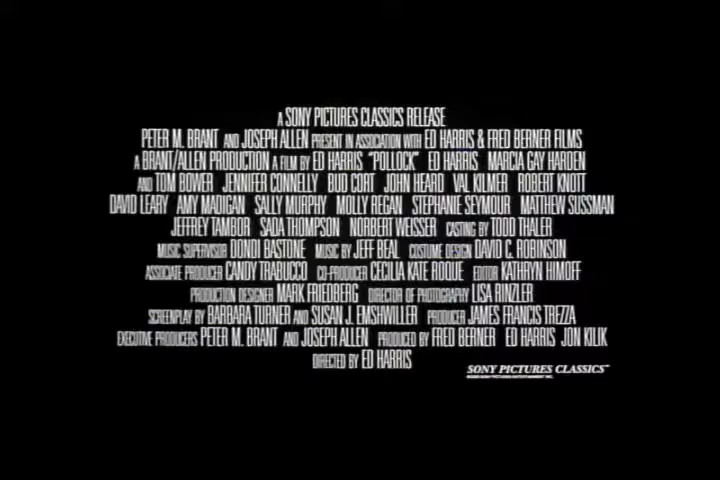 A SONY PICTURES CLASSICS RELEASE
PETER M. BRANT AND JOSEPH ALLEN PRESENT IN ASSOCIATION WITH ED HARRIS & FRED BERNER FILMS
A BRANT/ALLEN PRODUCTION A FILM BY ED HARRIS "POLLOCK" ED HARRIS MARCIA GAY HARDEN
AND TOM BOWER JENNIFER CONNELLY BUD CORT JOHN HEARD VAL KILMER ROBERT KNOTT
DAVID LEARY AMY MADIGAN SALLY MURPHY MOLLY REGAN STEPHANIE SEYMOUR MATTHEW SUSSMAN
JEFFREY TAMBOR SADA THOMPSON NORBERT WEISSER CASTING BY TODD THALER
MUSIC SUPERVISOR DONDI BASTONE MUSIC BY JEFF BEAL COSTUME DESIGN DAVID C. ROBINSON
ASSOCIATE PRODUCER CANDY TRABUCCO CO-PRODUCER CECILIA KATE ROQUE EDITOR KATHRYN HIMOFF
PRODUCTION DESIGNER MARK FRIEDBERG DIRECTOR OF PHOTOGRAPHY LISA RINZLER
SCREENPLAY BY BARBARA TURNER AND SUSAN J. EMSHWILLER PRODUCER JAMES FRANCIS TREZZA
EXECUTIVE PRODUCERS PETER M. BRANT AND JOSEPH ALLEN PRODUCED BY FRED BERNER ED HARRIS JON KILIK
DIRECTED BY ED HARRIS
SONY PICTURES CLASSICS™